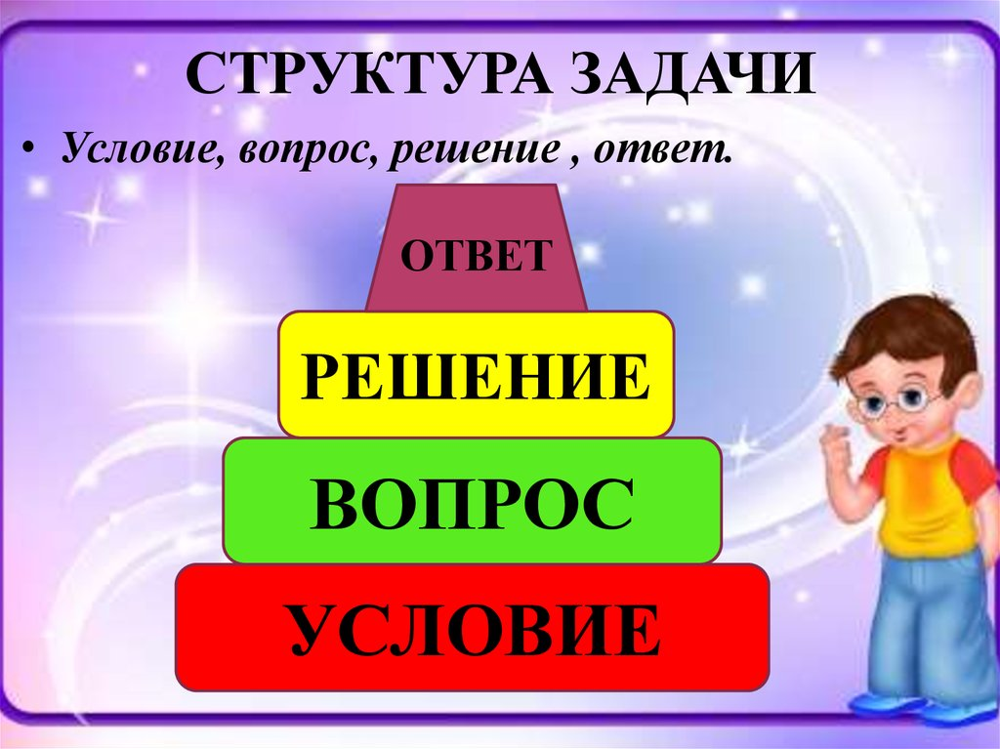 СТРУКТУРА ЗАДАЧИ
• Условие, вопрос, решение , ответ.
ОТВЕТ
РЕШЕНИЕ
ВОПРОС
УСЛОВИЕ